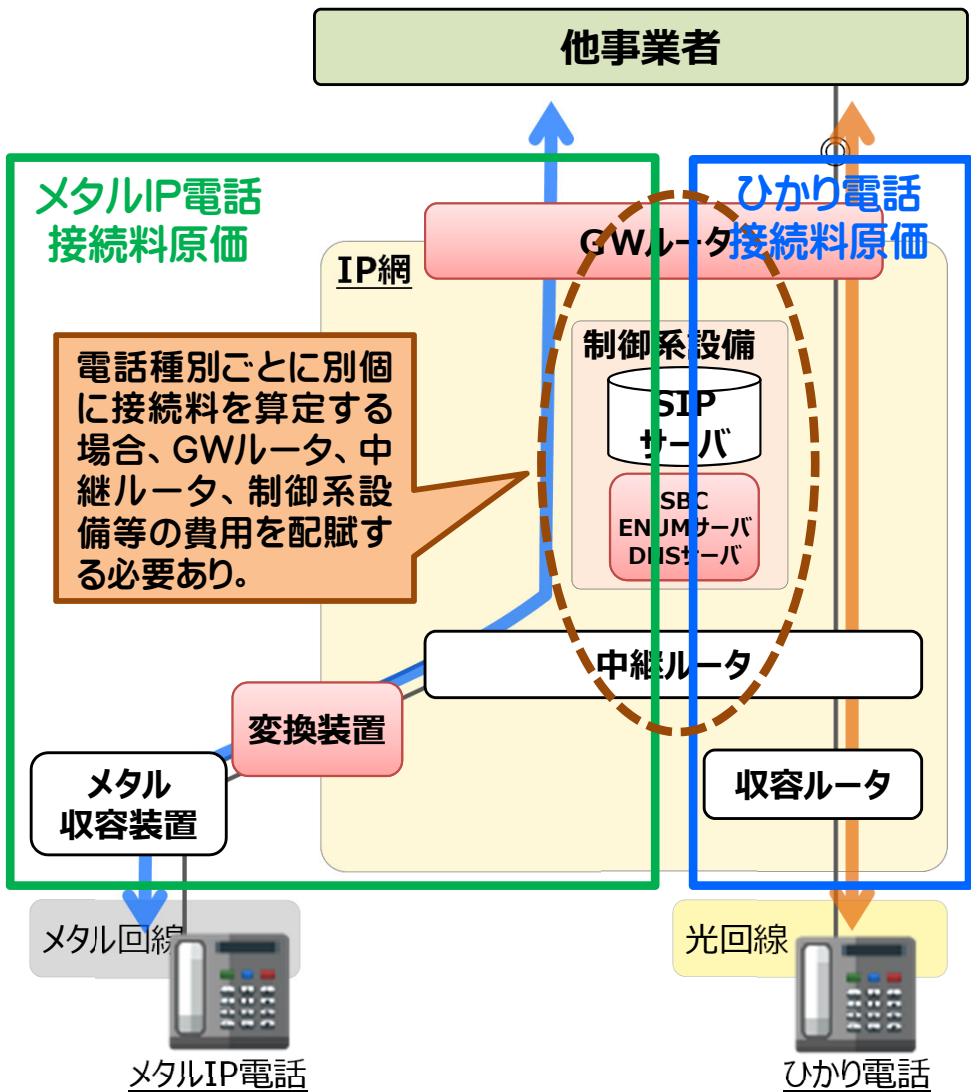 他事業者
メタルIP電話
接続料原価
ひかり電話
接続料原価
GWルータ
IP網
制御系設備
SIP
サーバ
SBC
ENUMサーバ
DNSサーバ
電話種別ごとに別個
に接続料を算定する
場合、GWルータ、中
継ルータ、制御系設
備等の費用を配賦す
る必要あり。
中継ルータ
変換装置
メタル
収容装置
収容ルータ
メタル回線
光回線
メタルIP電話
ひかり電話